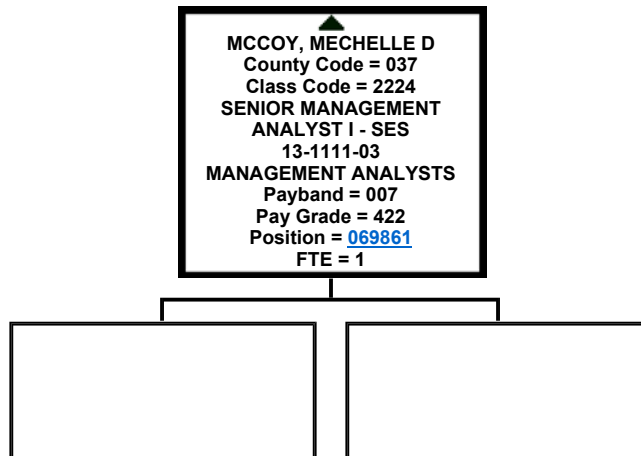 MCCOY, MECHELLE D
County Code = 037
Class Code = 2224
SENIOR MANAGEMENT
ANALYST I - SES
13-1111-03
MANAGEMENT ANALYSTS
Payband = 007
Pay Grade = 422
Position = 069861
FTE = 1